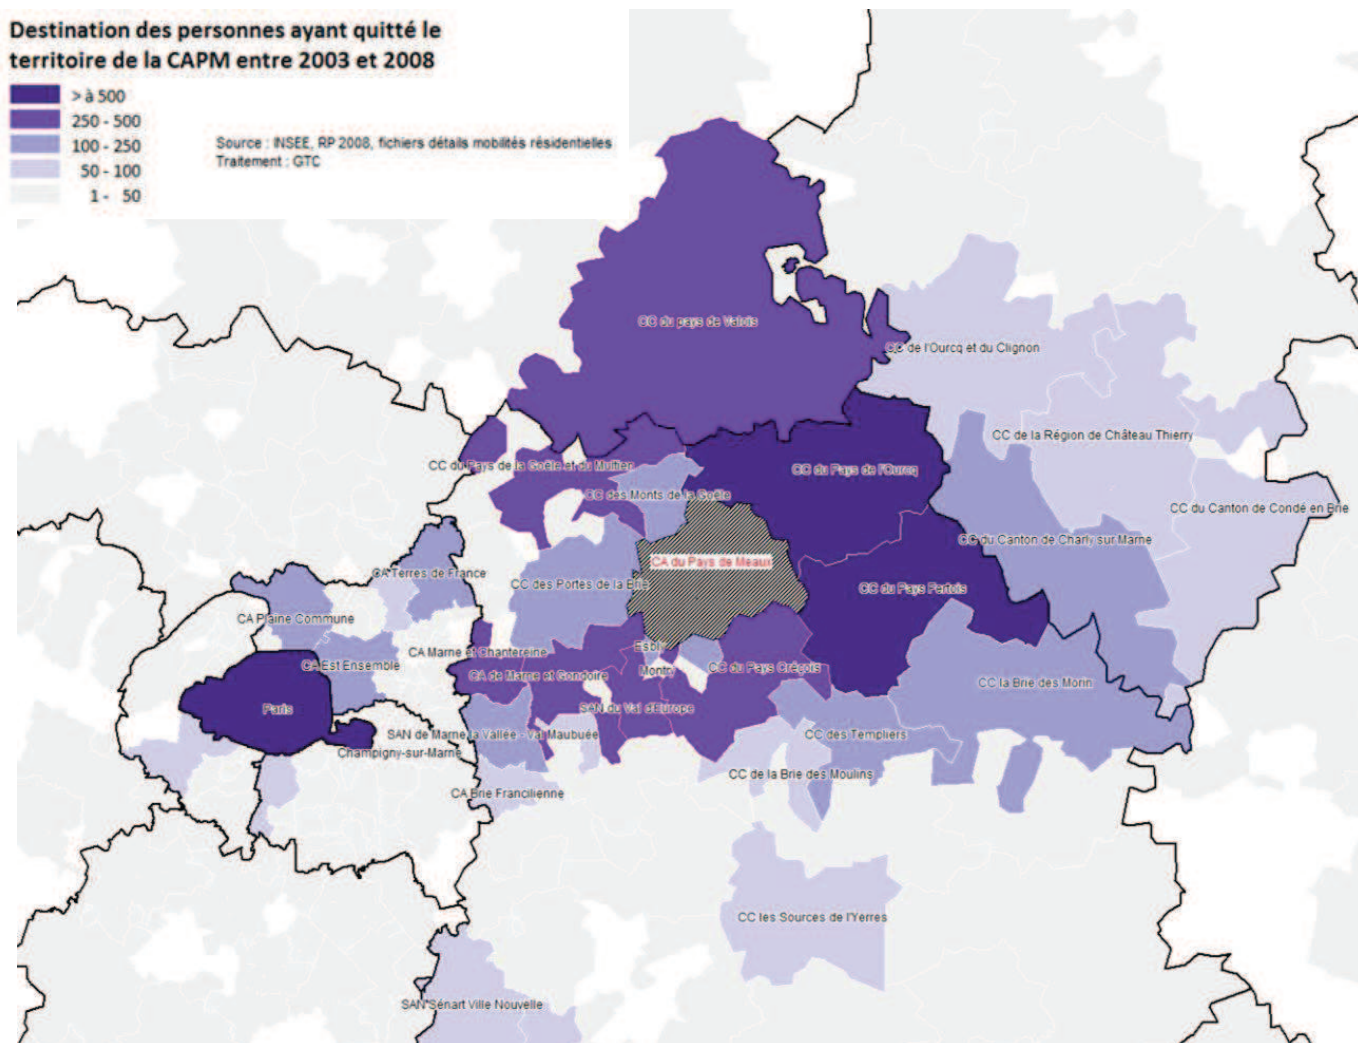 Destination des personnes ayant quitté le
territoire de la CAPM entre 2003 et 2008
> à 500
250 - 500
100 - 250
50 - 100
1 - 50
Source : INSEE, RP 2008, fichiers détails mobilités résidentielles
Traitement : GTC
CC du pays de Valois
CC de l'Ourcq et du Clignon
CC de la Région de Château Thierry
CC du Pays de la Goële et du Multien
CC du Pays de l'Ourcq
CC des Monts de la Goële
CC du Canton de Condé en Brie
CC du Canton de Charly sur Marne
CA du Pays de Meaux
CA Terres de France
CC des Portes de la Brie
CC du Pays Fertois
CA Plaine Commune
Esbly
CA Marne et Chantereine
CA Est Ensemble
CC du Pays Créçois
Montry
CA de Marne et Gondoire
CC la Brie des Morin
Paris
SAN du Val d'Europe
SAN de Marne la Vallée - Val Maubuée
CC des Templiers
Champigny-sur-Marne
CC de la Brie des Moulins
CA Brie Francilienne
CC les Sources de l'Yerres
SAN Sénart Ville Nouvelle